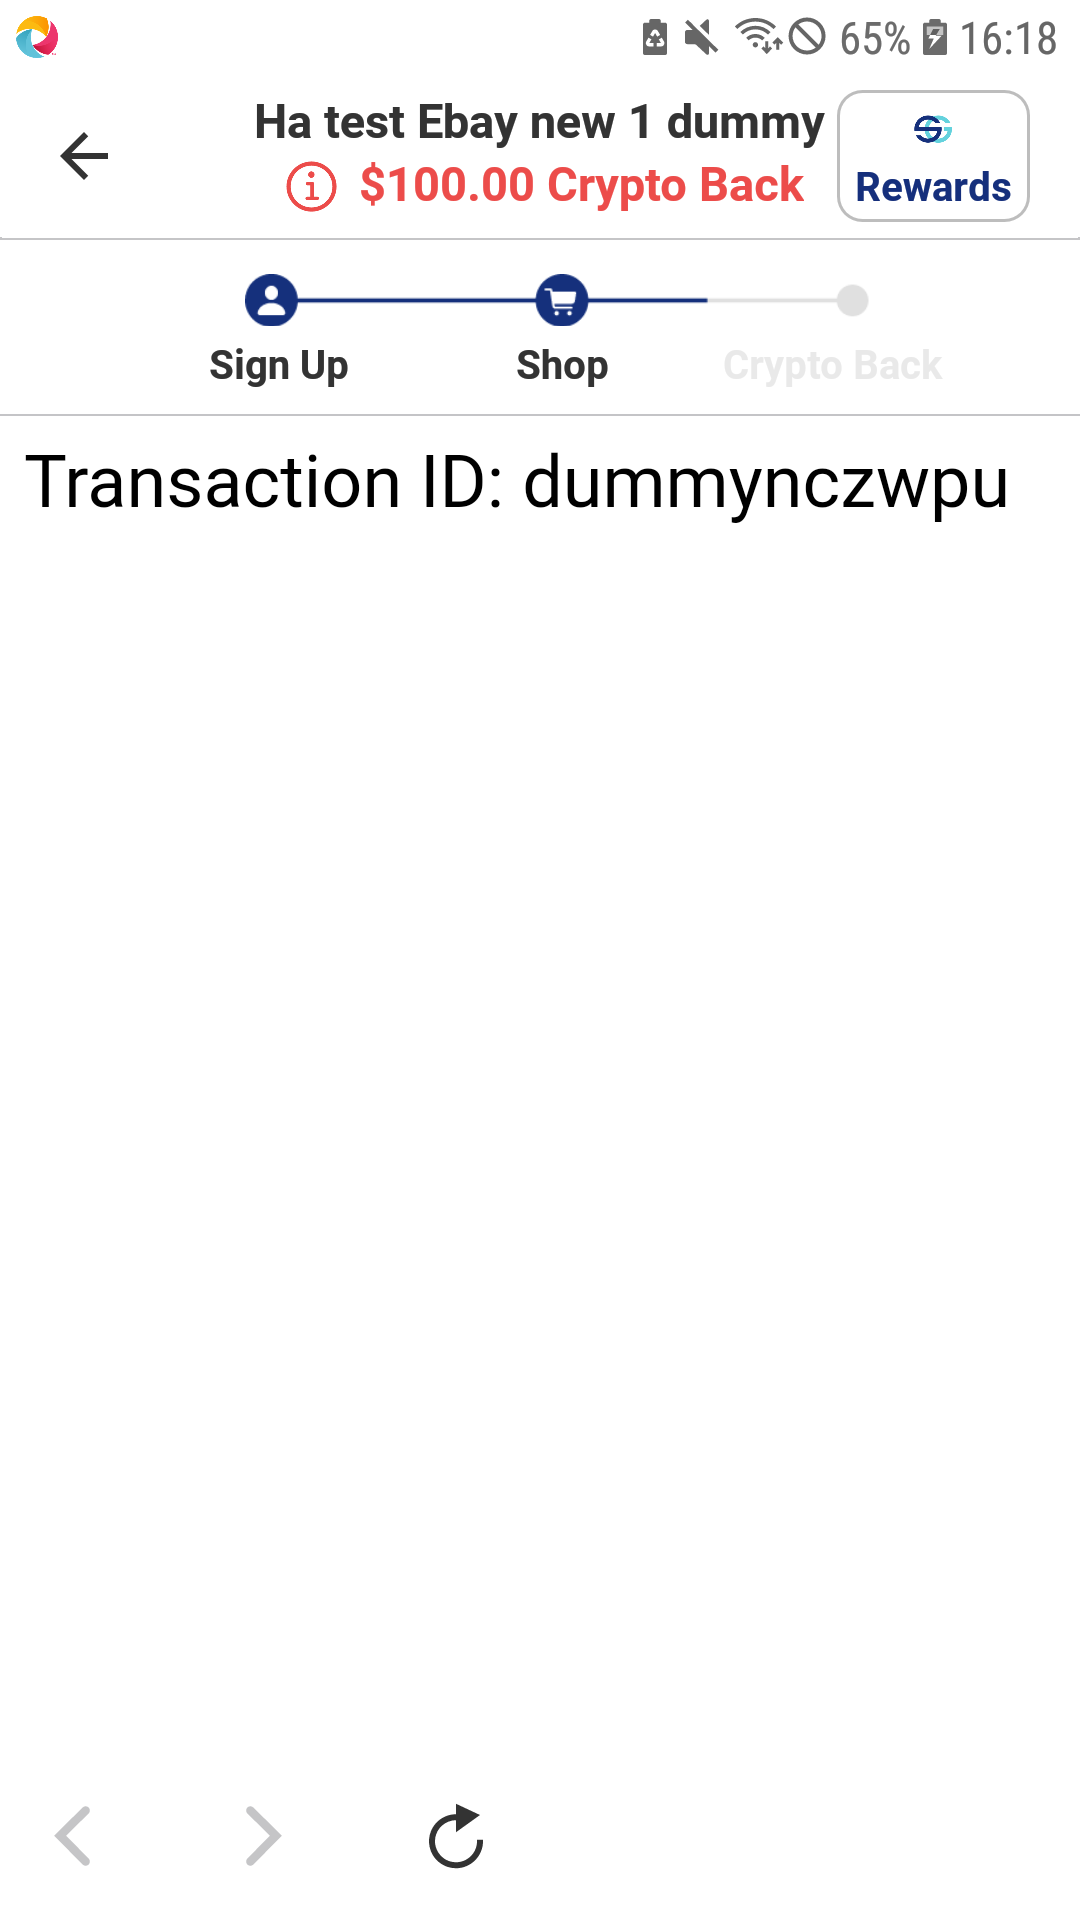 65% 16:18
Ha test Ebay new 1 dummy
$100.00 Crypto Back
Rewards
Sign Up
Shop
Crypto Back
Transaction ID: dummynczwpu